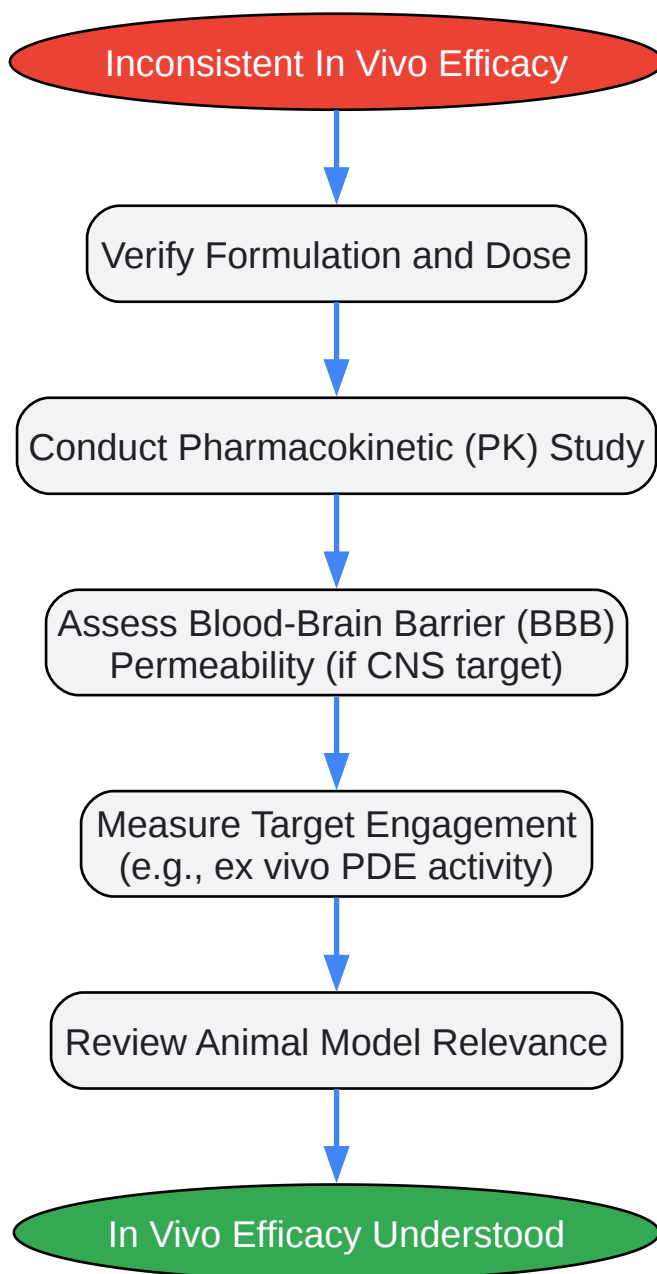 Inconsistent In Vivo Efficacy
Verify Formulation and Dose
Conduct Pharmacokinetic (PK) Study
Assess Blood-Brain Barrier (BBB)
Permeability (if CNS target)
Measure Target Engagement
(e.g., ex vivo PDE activity)
Review Animal Model Relevance
In Vivo Efficacy Understood